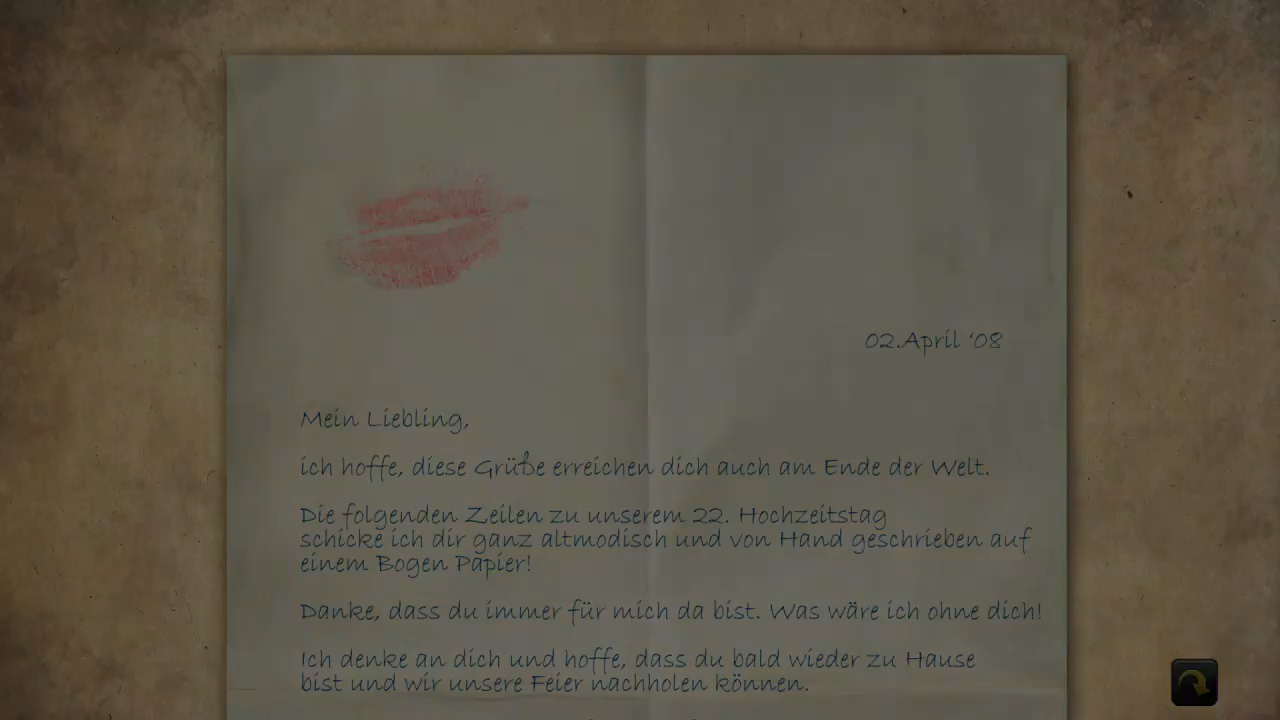 02.April '08
Mein Liebling,
ich hoffe, diese Grüße erreichen dich auch am Ende der Welt.
Die folgenden Zeilen zu unserem 22. Hochzeitstag
schicke ich dir ganz altmodisch und von Hand geschrieben auf
einem Bogen Papier!
Danke, dass du immer für mich da bist. Was wäre ich ohne dich!
Ich denke an dich und hoffe, dass du bald wieder zu Hause
bist und wir unsere Feier nachholen können.